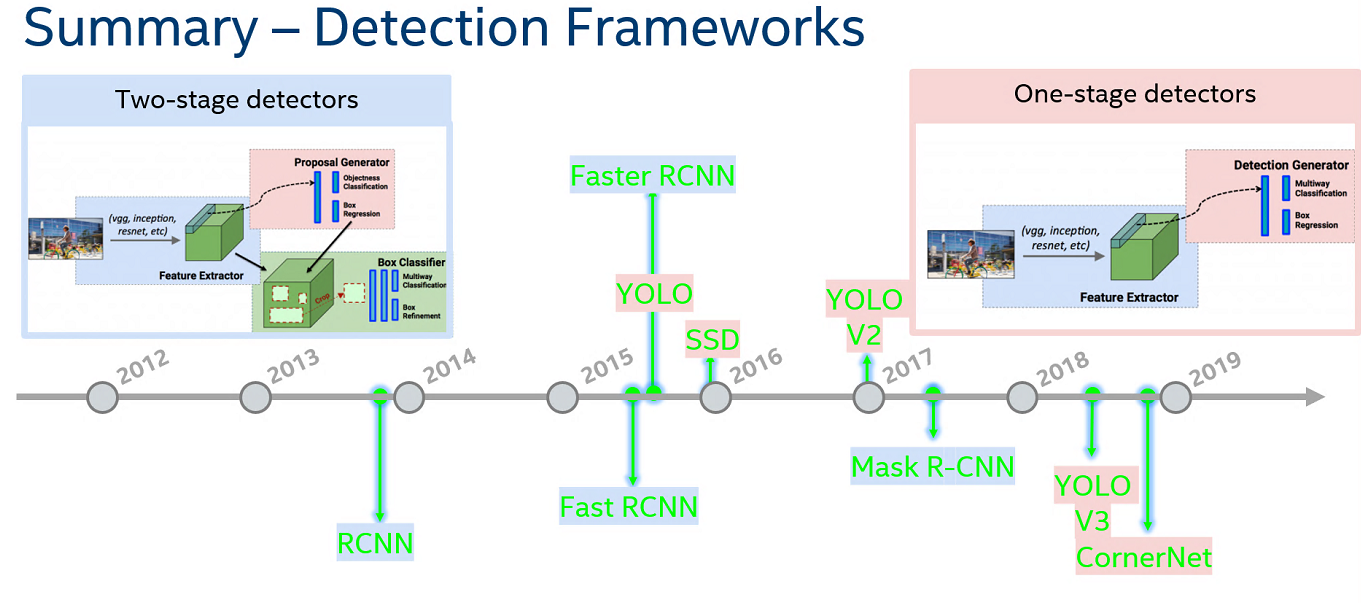 Summary – Detection Frameworks
Two-stage detectors
Proposal Generator
Objectness
Classification
Box
Regression
(vgg, inception,
resnet, etc)
Feature Extractor
Box Classifier
Crop
Multiway
Classification
Box
Refinement
One-stage detectors
Detection Generator
Multiway
Classification
Box
Regression
(vgg, inception,
resnet, etc)
Feature Extractor
Faster RCNN
YOLO
SSD
YOLO
V2
2012
2013
2014
2015
2016
2017
2018
2019
Mask R-CNN
Fast RCNN
RCNN
YOLO
V3
CornerNet